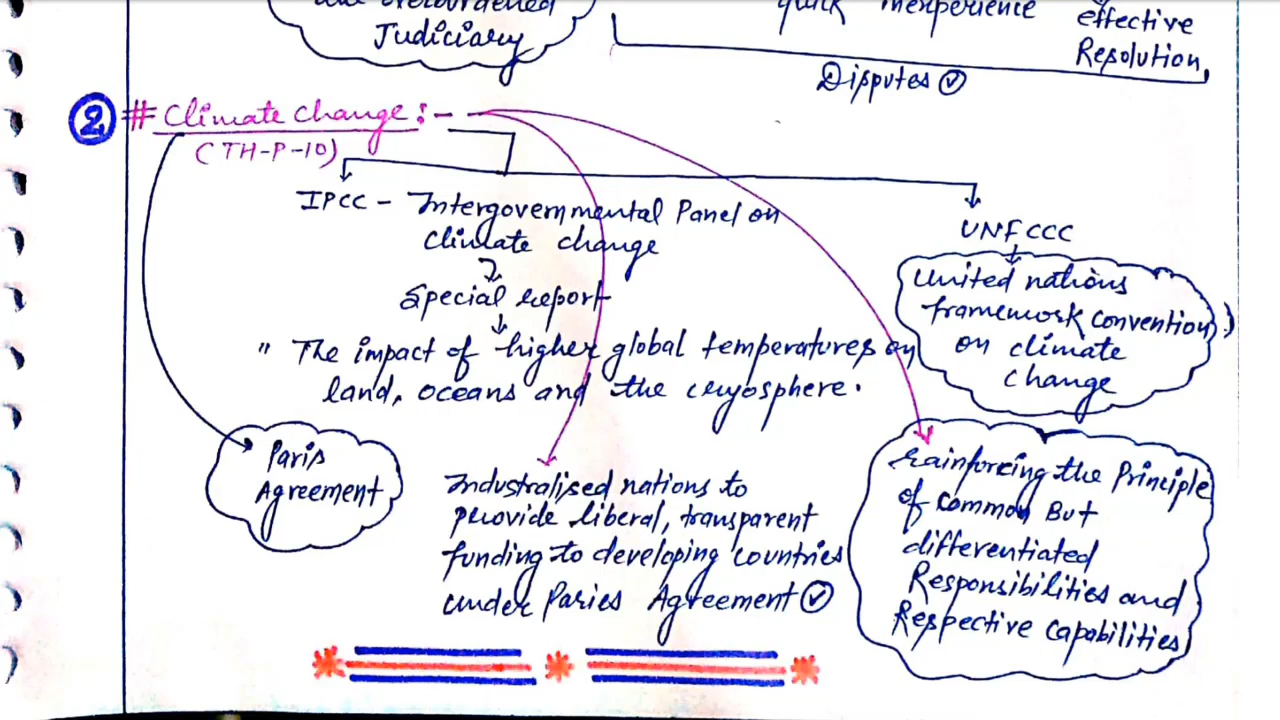 Judiciary
quick inexperience
effective
Resolution,
Disputes
2 # Climate change :-
(TH-P-10)
IPCC - Intergovernmental Panel on
climate change
Special report
" The impact of higher global temperatures on
land, oceans and the cryosphere.
UNFCCC
United nations
framework convention
on climate
change
Paris
Agreement
Industralised nations to
provide liberal, transparent
funding to developing countries
under Paries Agreement
rainforcing the Principle
of common But
differentiated
Responsibilities and
Respective capabilities